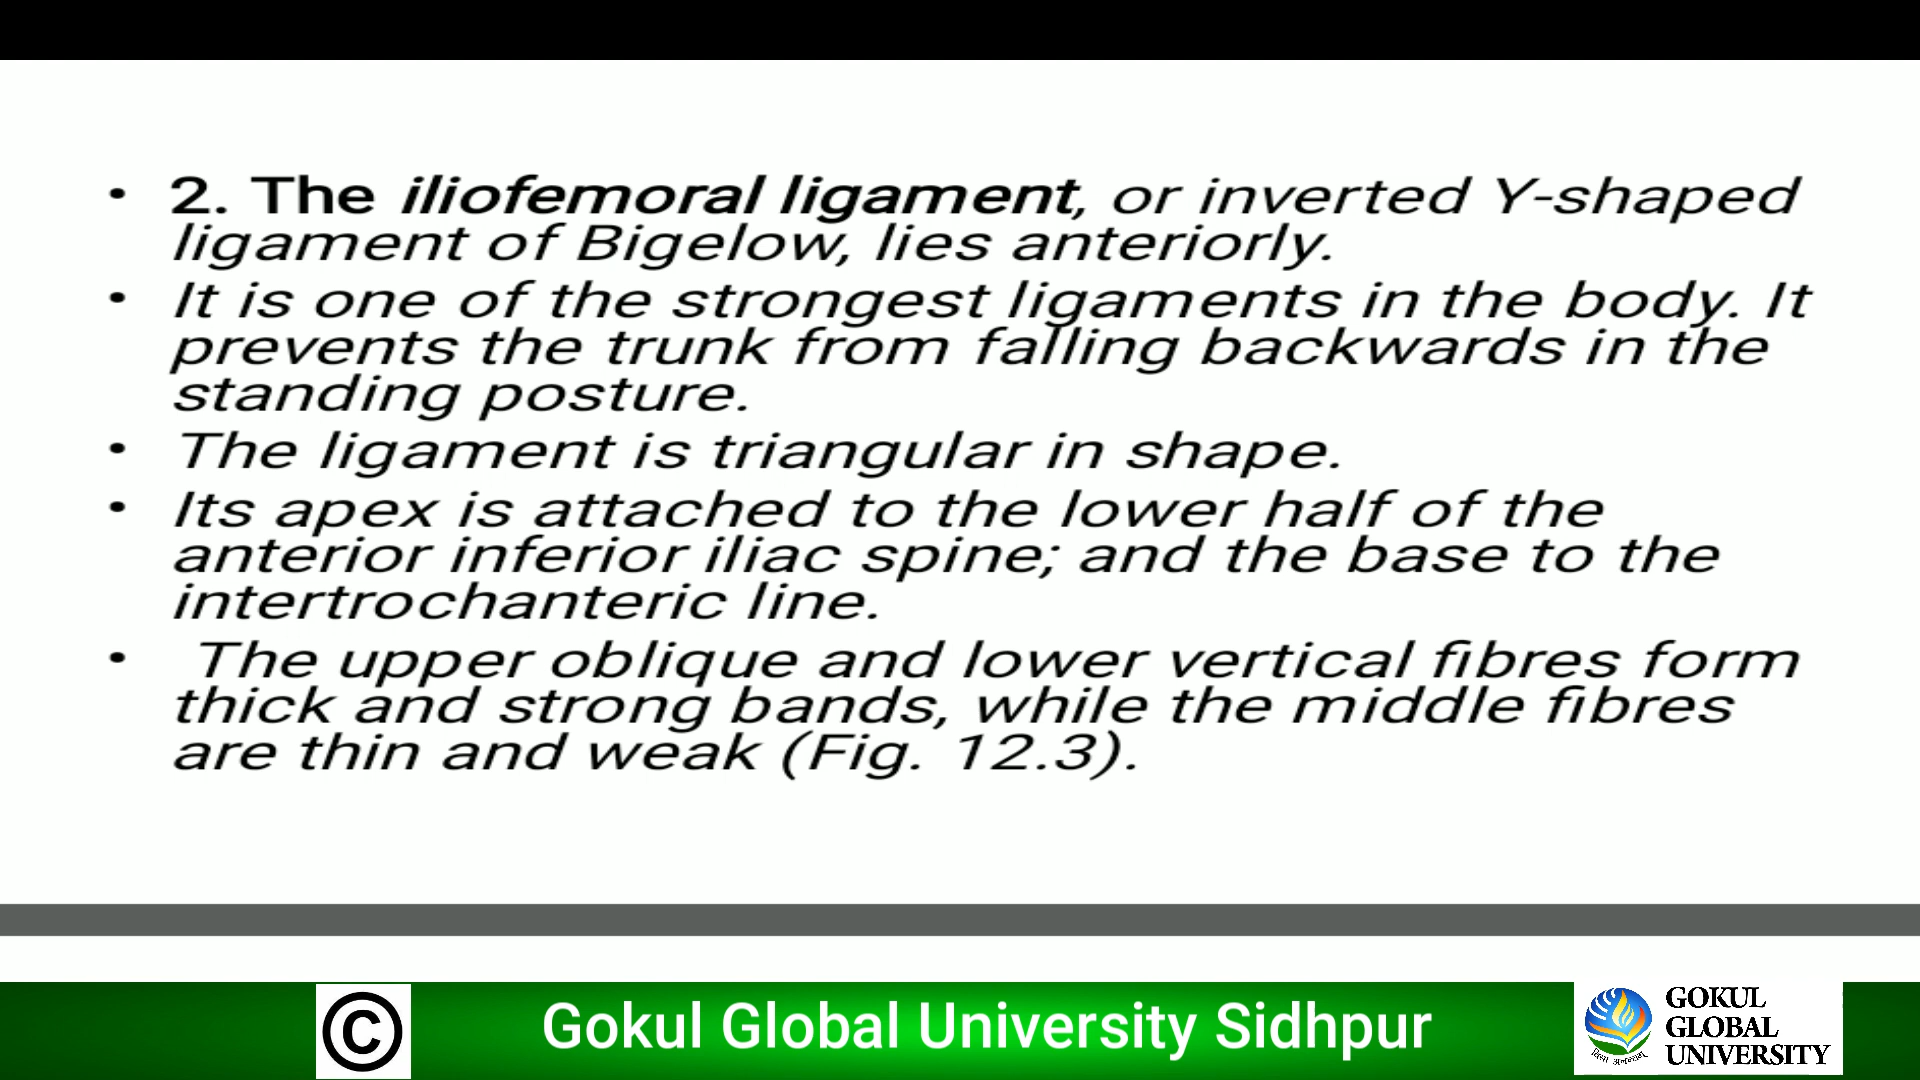 • 2. The iliofemoral ligament, or inverted Y-shaped
ligament of Bigelow, lies anteriorly.
• It is one of the strongest ligaments in the body. It
prevents the trunk from falling backwards in the
standing posture.
• The ligament is triangular in shape.
• Its apex is attached to the lower half of the
anterior inferior iliac spine; and the base to the
intertrochanteric line.
• The upper oblique and lower vertical fibres form
thick and strong bands, while the middle fibres
are thin and weak (Fig. 12.3).
© Gokul Global University Sidhpur
GOKUL
GLOBAL
UNIVERSITY